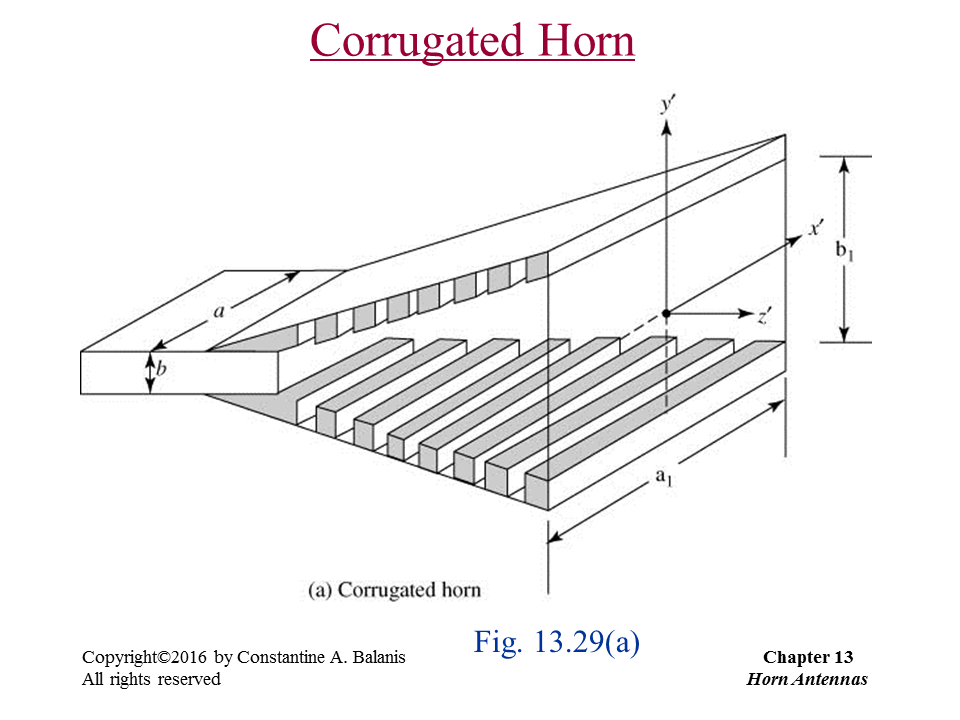 Corrugated Horn
y′
x′
b₁
a
z′
b
a₁
(a) Corrugated horn
Fig. 13.29(a)
Copyright©2016 by Constantine A. Balanis
All rights reserved
Chapter 13
Horn Antennas